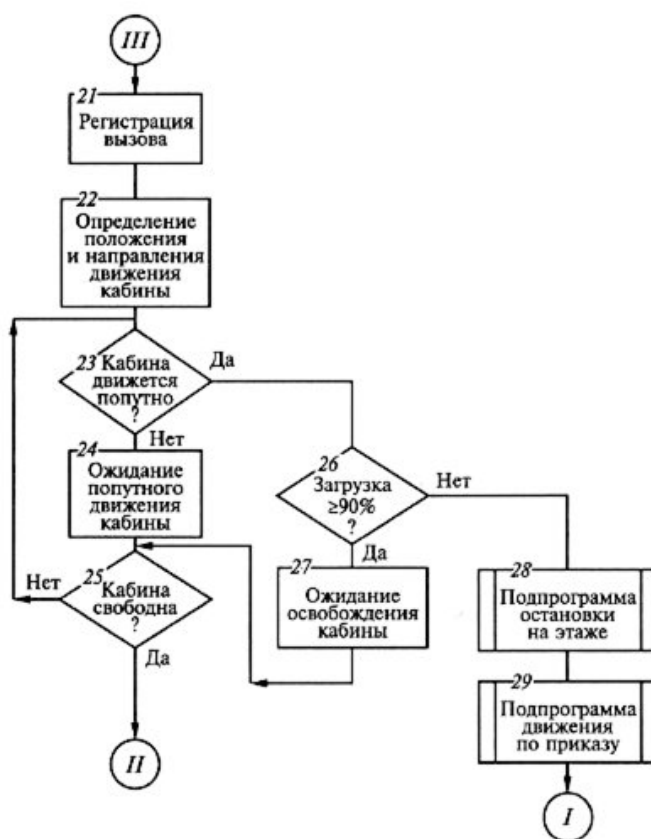 III
21
Регистрация
вызова
22
Определение
положения
и направления
движения
кабины
23 Кабина
движется
попутно
?
Да
Нет
24
Ожидание
попутного
движения
кабины
25 Кабина
свободна
?
Нет
Да
II
26
Загрузка
≥90%
?
Нет
Да
27
Ожидание
освобождения
кабины
28
Подпрограмма
остановки
на этаже
29
Подпрограмма
движения
по приказу
I